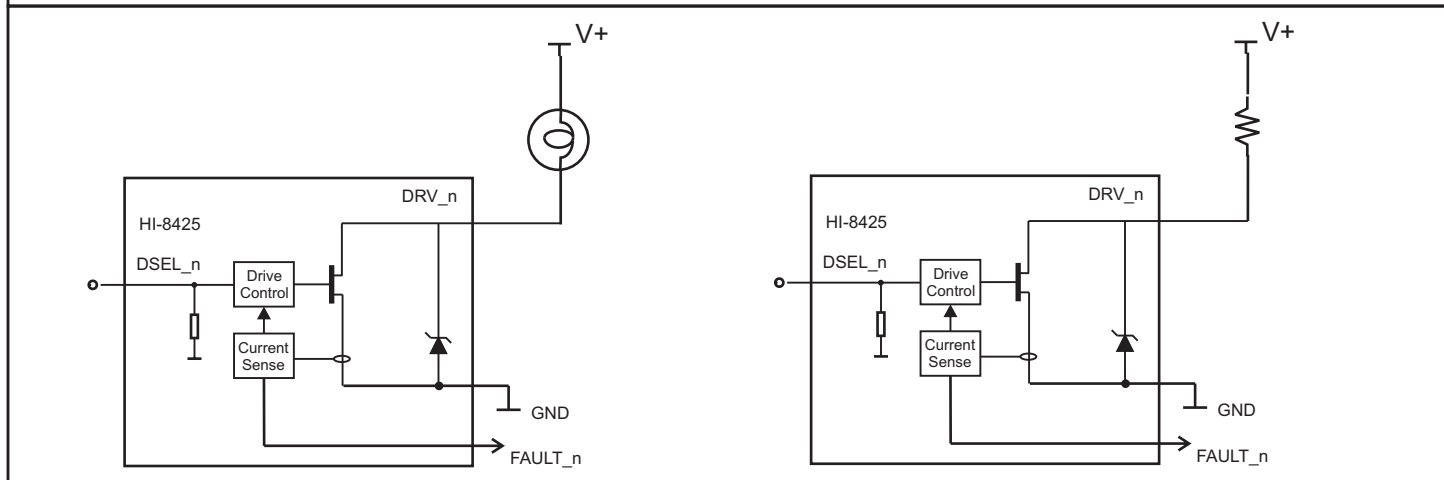 V+
DRV_n
HI-8425
DSEL_n
Drive
Control
Current
Sense
GND
FAULT_n
V+
DRV_n
HI-8425
DSEL_n
Drive
Control
Current
Sense
GND
FAULT_n